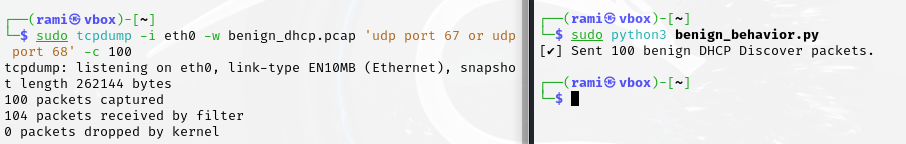 ┌──(rami㉿vbox)-[~]
└─$ sudo tcpdump -i eth0 -w benign_dhcp.pcap 'udp port 67 or udp
 port 68' -c 100
tcpdump: listening on eth0, link-type EN10MB (Ethernet), snapsho
t length 262144 bytes
100 packets captured
104 packets received by filter
0 packets dropped by kernel
┌──(rami㉿vbox)-[~]
└─$ sudo python3 benign_behavior.py
[✔] Sent 100 benign DHCP Discover packets.
┌──(rami㉿vbox)-[~]
└─$